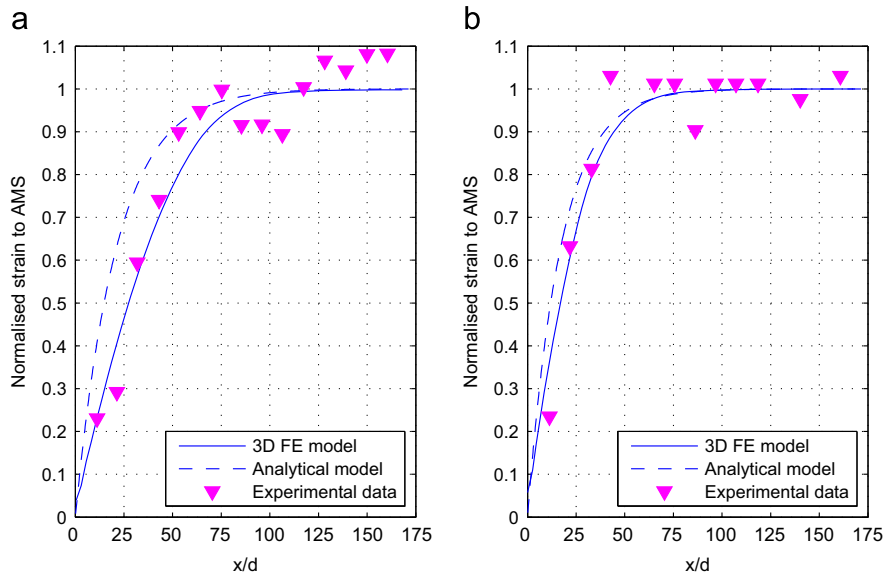 a
1.1
1
0.9
0.8
0.7
0.6
0.5
0.4
0.3
0.2
0.1
0
Normalised strain to AMS
0 25 50 75 100 125 150 175
x/d
3D FE model
Analytical model
Experimental data
b
1.1
1
0.9
0.8
0.7
0.6
0.5
0.4
0.3
0.2
0.1
0
Normalised strain to AMS
0 25 50 75 100 125 150 175
x/d
3D FE model
Analytical model
Experimental data